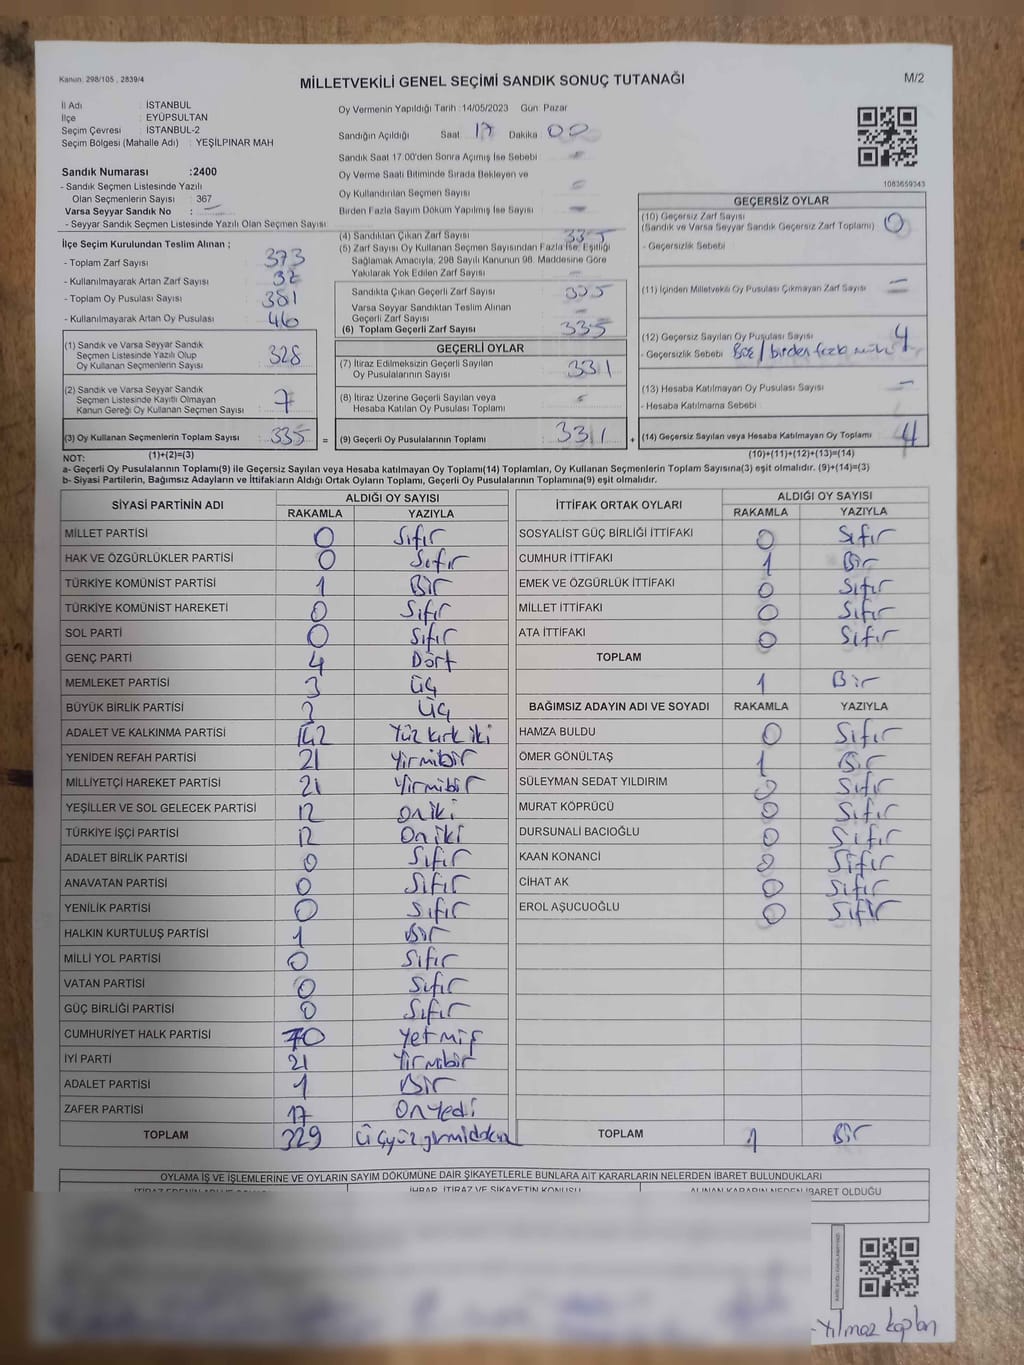 Kanun: 298/105 , 2839/4
MİLLETVEKİLİ GENEL SEÇİMİ SANDIK SONUÇ TUTANAĞI
M/2
İl Adı : İSTANBUL
İlçe : EYÜPSULTAN
Seçim Çevresi : İSTANBUL-2
Seçim Bölgesi (Mahalle Adı) : YEŞİLPINAR MAH
Sandık Numarası :2400
- Sandık Seçmen Listesinde Yazılı
Olan Seçmenlerin Sayısı : 367
Varsa Seyyar Sandık No : —
- Seyyar Sandık Seçmen Listesinde Yazılı Olan Seçmen Sayısı
İlçe Seçim Kurulundan Teslim Alınan ;
- Toplam Zarf Sayısı : 373
- Kullanılmayarak Artan Zarf Sayısı : 32
- Toplam Oy Pusulası Sayısı : 381
- Kullanılmayarak Artan Oy Pusulası : 46
(1) Sandık ve Varsa Seyyar Sandık
Seçmen Listesinde Yazılı Olup
Oy Kullanan Seçmenlerin Sayısı : 328
(2) Sandık ve Varsa Seyyar Sandık
Seçmen Listesinde Kayıtlı Olmayan
Kanun Gereği Oy Kullanan Seçmen Sayısı : 7
(3) Oy Kullanan Seçmenlerin Toplam Sayısı : 335 =
Oy Vermenin Yapıldığı Tarih : 14/05/2023 Gün: Pazar
Sandığın Açıldığı Saat 17 Dakika 00
Sandık Saat 17:00'den Sonra Açılmış İse Sebebi —
Oy Verme Saati Bitiminde Sırada Bekleyen ve
Oy Kullandırılan Seçmen Sayısı —
Birden Fazla Sayım Döküm Yapılmış İse Sayısı —
(4) Sandıktan Çıkan Zarf Sayısı 335
(5) Zarf Sayısı Oy Kullanan Seçmen Sayısından Fazla İse, Eşitliği
Sağlamak Amacıyla, 298 Sayılı Kanunun 98. Maddesine Göre
Yakılarak Yok Edilen Zarf Sayısı —
Sandıkta Çıkan Geçerli Zarf Sayısı : 335
Varsa Seyyar Sandıktan Teslim Alınan
Geçerli Zarf Sayısı —
(6) Toplam Geçerli Zarf Sayısı : 335
GEÇERLİ OYLAR
(7) İtiraz Edilmeksizin Geçerli Sayılan
Oy Pusulalarının Sayısı : 331
(8) İtiraz Üzerine Geçerli Sayılan veya
Hesaba Katılan Oy Pusulası Toplamı —
(9) Geçerli Oy Pusulalarının Toplamı : 331 +
1083659343
GEÇERSİZ OYLAR
(10) Geçersiz Zarf Sayısı
(Sandık ve Varsa Seyyar Sandık Geçersiz Zarf Toplamı) 0
- Geçersizlik Sebebi
(11) İçinden Milletvekili Oy Pusulası Çıkmayan Zarf Sayısı —
(12) Geçersiz Sayılan Oy Pusulası Sayısı 4
- Geçersizlik Sebebi Boş / birden fazla mühür
(13) Hesaba Katılmayan Oy Pusulası Sayısı —
- Hesaba Katılmama Sebebi
(14) Geçersiz Sayılan veya Hesaba Katılmayan Oy Toplamı 4
NOT: (1)+(2)=(3) (10)+(11)+(12)+(13)=(14)
a- Geçerli Oy Pusulalarının Toplamı(9) ile Geçersiz Sayılan veya Hesaba katılmayan Oy Toplamı(14) Toplamları, Oy Kullanan Seçmenlerin Toplam Sayısına(3) eşit olmalıdır. (9)+(14)=(3)
b- Siyasi Partilerin, Bağımsız Adayların ve İttifakların Aldığı Oyların Toplamı, Geçerli Oy Pusulalarının Toplamına(9) eşit olmalıdır.
SİYASİ PARTİNİN ADI ALDIĞI OY SAYISI
RAKAMLA YAZIYLA
MİLLET PARTİSİ 0 Sıfır
HAK VE ÖZGÜRLÜKLER PARTİSİ 0 Sıfır
TÜRKİYE KOMÜNİST PARTİSİ 1 Bir
TÜRKİYE KOMÜNİST HAREKETİ 0 Sıfır
SOL PARTİ 0 Sıfır
GENÇ PARTİ 4 Dört
MEMLEKET PARTİSİ 3 Üç
BÜYÜK BİRLİK PARTİSİ 3 Üç
ADALET VE KALKINMA PARTİSİ 142 Yüz kırk iki
YENİDEN REFAH PARTİSİ 21 Yirmibir
MİLLİYETÇİ HAREKET PARTİSİ 21 Yirmibir
YEŞİLLER VE SOL GELECEK PARTİSİ 12 Oniki
TÜRKİYE İŞÇİ PARTİSİ 12 Oniki
ADALET BİRLİK PARTİSİ 0 Sıfır
ANAVATAN PARTİSİ 0 Sıfır
YENİLİK PARTİSİ 0 Sıfır
HALKIN KURTULUŞ PARTİSİ 1 Bir
MİLLİ YOL PARTİSİ 0 Sıfır
VATAN PARTİSİ 0 Sıfır
GÜÇ BİRLİĞİ PARTİSİ 0 Sıfır
CUMHURİYET HALK PARTİSİ 70 Yetmiş
İYİ PARTİ 21 Yirmibir
ADALET PARTİSİ 1 Bir
ZAFER PARTİSİ 17 Onyedi
TOPLAM 329
İTTİFAK ORTAK OYLARI ALDIĞI OY SAYISI
RAKAMLA YAZIYLA
SOSYALİST GÜÇ BİRLİĞİ İTTİFAKI 0 Sıfır
CUMHUR İTTİFAKI 1 Bir
EMEK VE ÖZGÜRLÜK İTTİFAKI 0 Sıfır
MİLLET İTTİFAKI 0 Sıfır
ATA İTTİFAKI 0 Sıfır
TOPLAM
1 Bir
BAĞIMSIZ ADAYIN ADI VE SOYADI RAKAMLA YAZIYLA
HAMZA BULDU 0 Sıfır
ÖMER GÖNÜLTAŞ 1 Bir
SÜLEYMAN SEDAT YILDIRIM 0 Sıfır
MURAT KÖPRÜCÜ 0 Sıfır
DURSUNALİ BACIOĞLU 0 Sıfır
KAAN KONANCİ 0 Sıfır
CİHAT AK 0 Sıfır
EROL AŞUCUOĞLU 0 Sıfır
TOPLAM 1 Bir
OYLAMA İŞ VE İŞLEMLERİNE VE OYLARIN SAYIM DÖKÜMÜNE DAİR ŞİKAYETLERLE BUNLARA AİT KARARLARIN NELERDEN İBARET BULUNDUKLARI
İHBAR, İTİRAZ VE ŞİKAYETİN KONUSU ALINAN KARARIN NEDEN İBARET OLDUĞU
- Yılmaz Kaplan